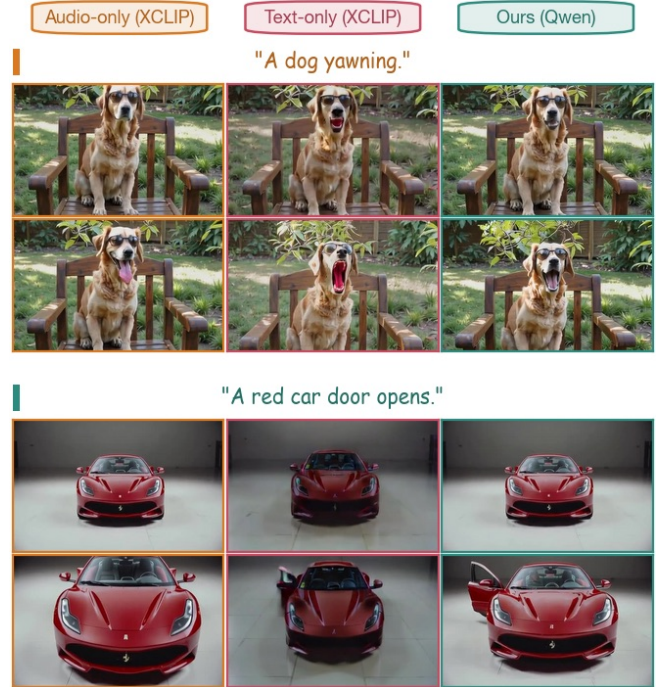 Audio-only (XCLIP) Text-only (XCLIP) Ours (Qwen)
"A dog yawning."
"A red car door opens."